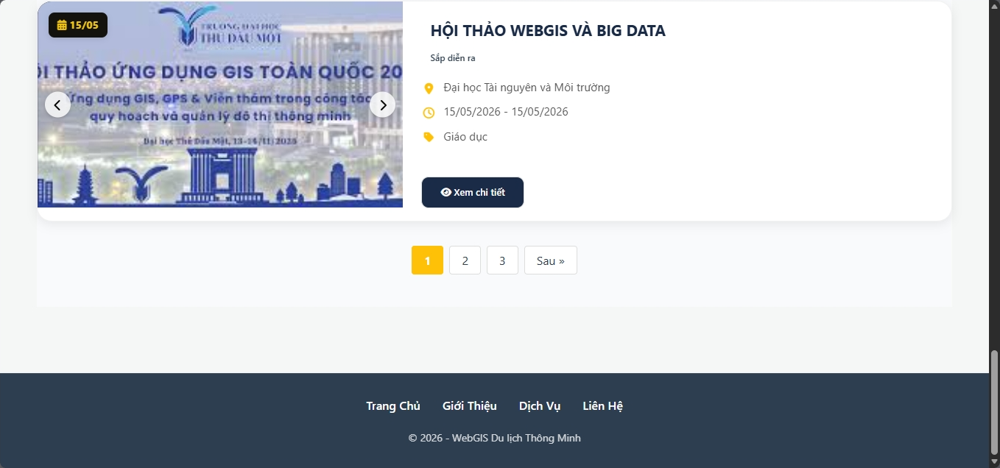 15/05
TRƯỜNG ĐẠI HỌC
THỦ DẦU MỘT
ỘI THẢO ỨNG DỤNG GIS TOÀN QUỐC 20
Ứng dụng GIS, GPS & Viễn thám trong công tác
quy hoạch và quản lý đô thị thông minh
Đại học Thủ Dầu Một,
HỘI THẢO WEBGIS VÀ BIG DATA
Sắp diễn ra
Đại học Tài nguyên và Môi trường
15/05/2026 - 15/05/2026
Giáo dục
Xem chi tiết
1 2 3 Sau »
Trang Chủ Giới Thiệu Dịch Vụ Liên Hệ
© 2026 - WebGIS Du lịch Thông Minh